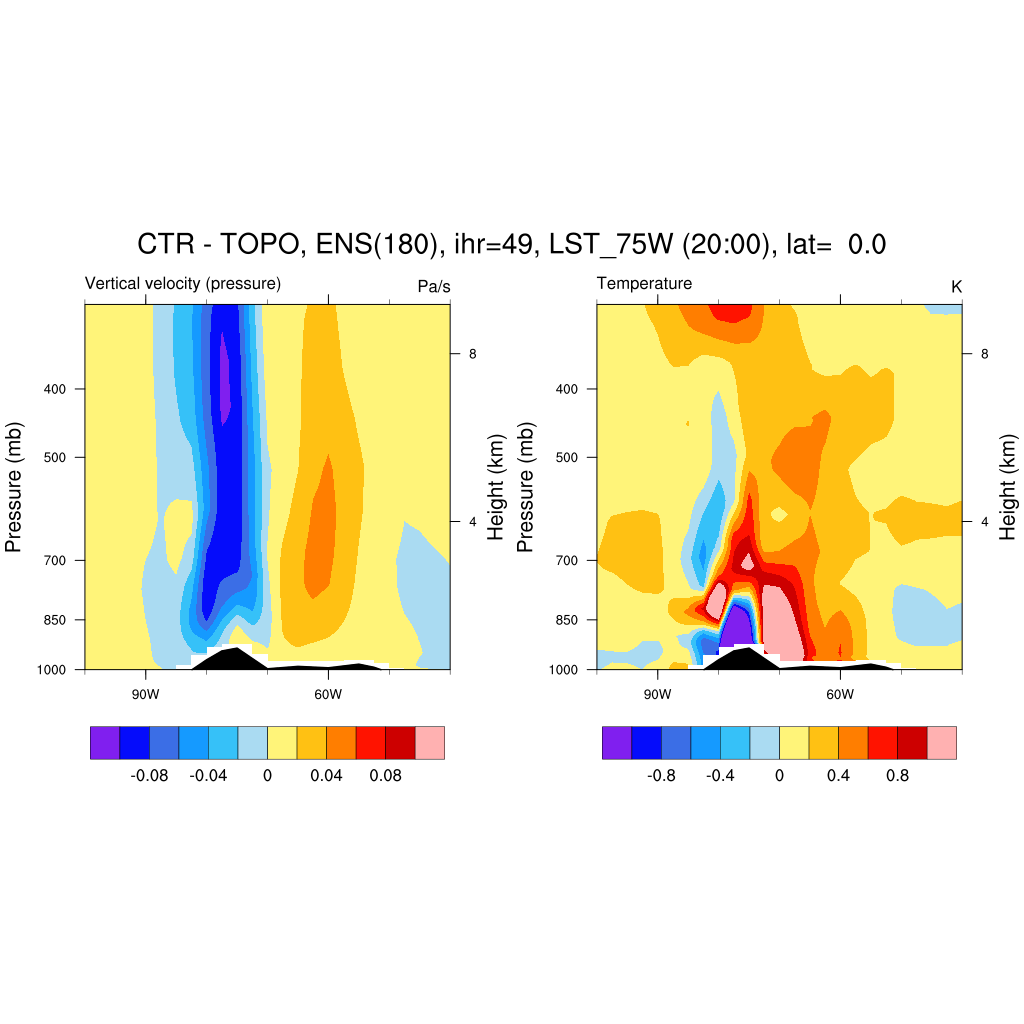 CTR - TOPO, ENS(180), ihr=49, LST_75W (20:00), lat=  0.0
Vertical velocity (pressure)
Pa/s
Pressure (mb)
400
500
700
850
1000
90W
60W
8
4
Height (km)
-0.08
-0.04
0
0.04
0.08
Temperature
K
Pressure (mb)
400
500
700
850
1000
90W
60W
8
4
Height (km)
-0.8
-0.4
0
0.4
0.8